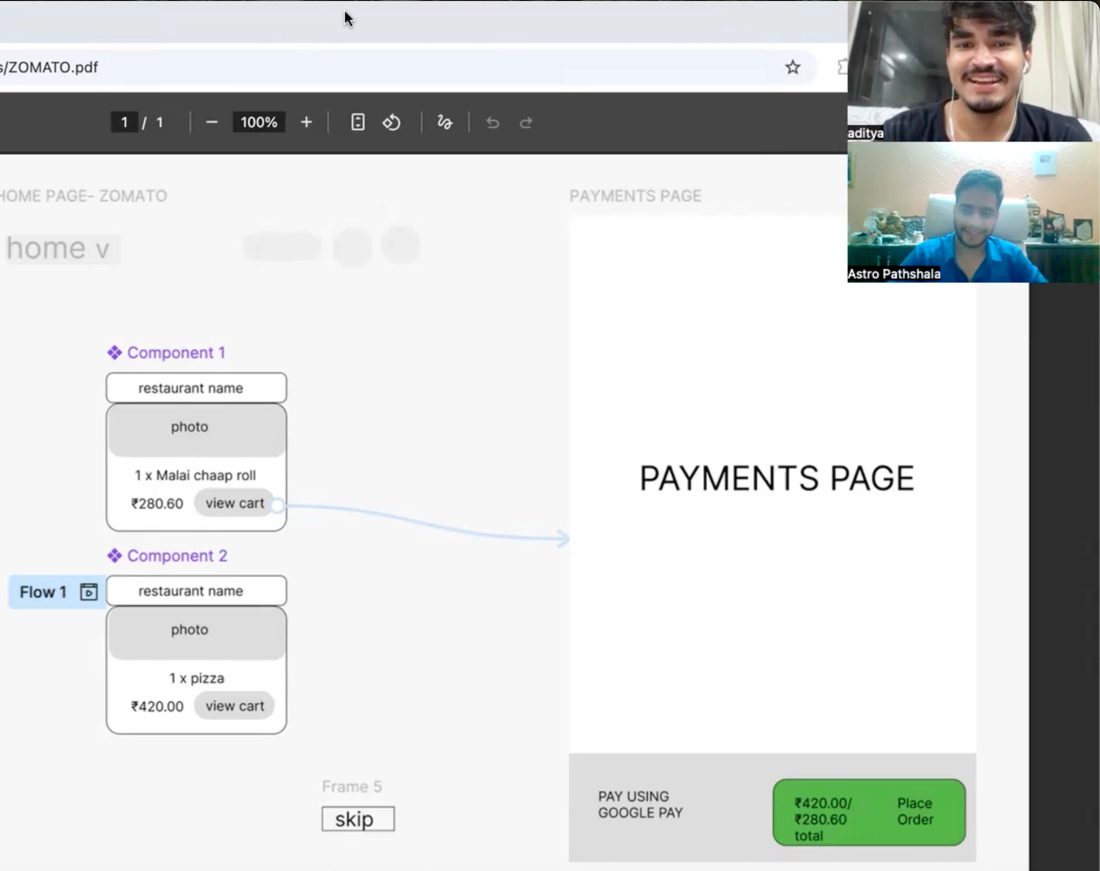 s/ZOMATO.pdf
1 / 1
100%
aditya
Astro Pathshala
HOME PAGE- ZOMATO
home v
Component 1
restaurant name
photo
1 x Malai chaap roll
₹280.60 view cart
Component 2
Flow 1
restaurant name
photo
1 x pizza
₹420.00 view cart
Frame 5
skip
PAYMENTS PAGE
PAYMENTS PAGE
PAY USING
GOOGLE PAY
₹420.00/
₹280.60
total
Place
Order